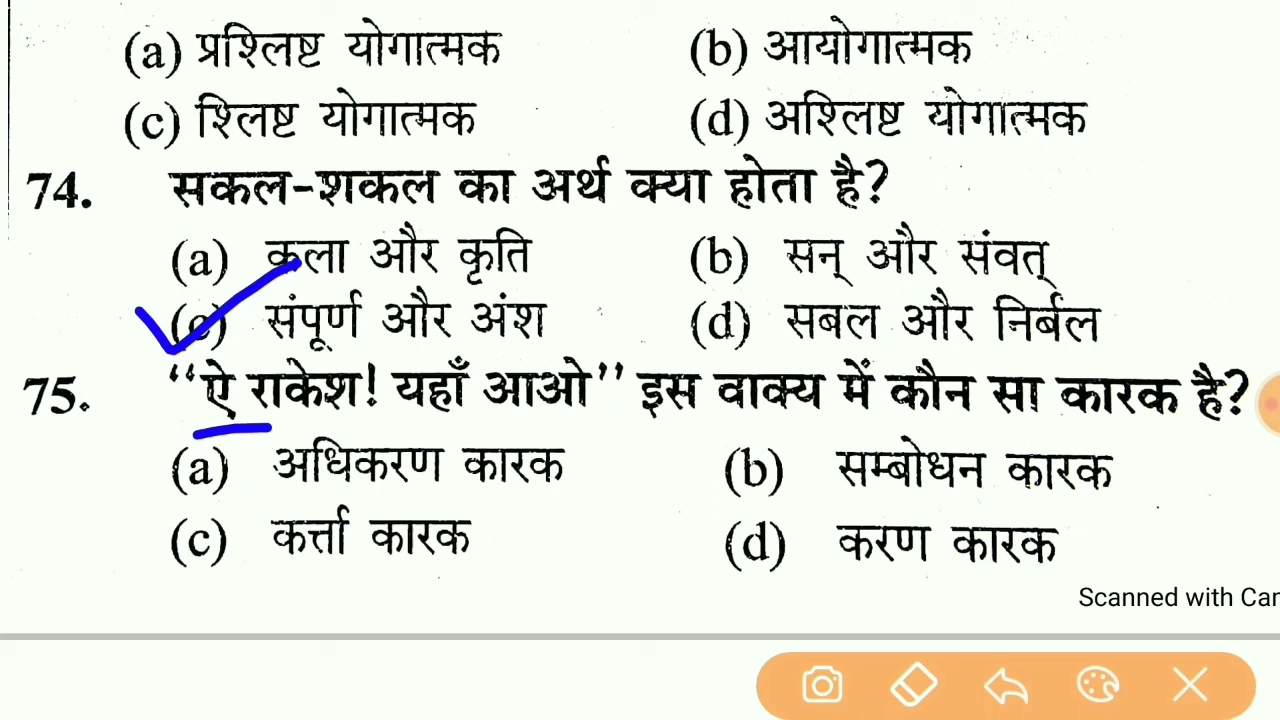 (a) प्रश्लिष्ट योगात्मक (b) आयोगात्मक
(c) श्लिष्ट योगात्मक (d) अश्लिष्ट योगात्मक
74. सकल-शकल का अर्थ क्या होता है?
(a) कला और कृति (b) सन् और संवत्
(c) संपूर्ण और अंश (d) सबल और निर्बल
75. “ऐ राकेश! यहाँ आओ” इस वाक्य में कौन सा कारक है?
(a) अधिकरण कारक (b) सम्बोधन कारक
(c) कर्त्ता कारक (d) करण कारक
Scanned with